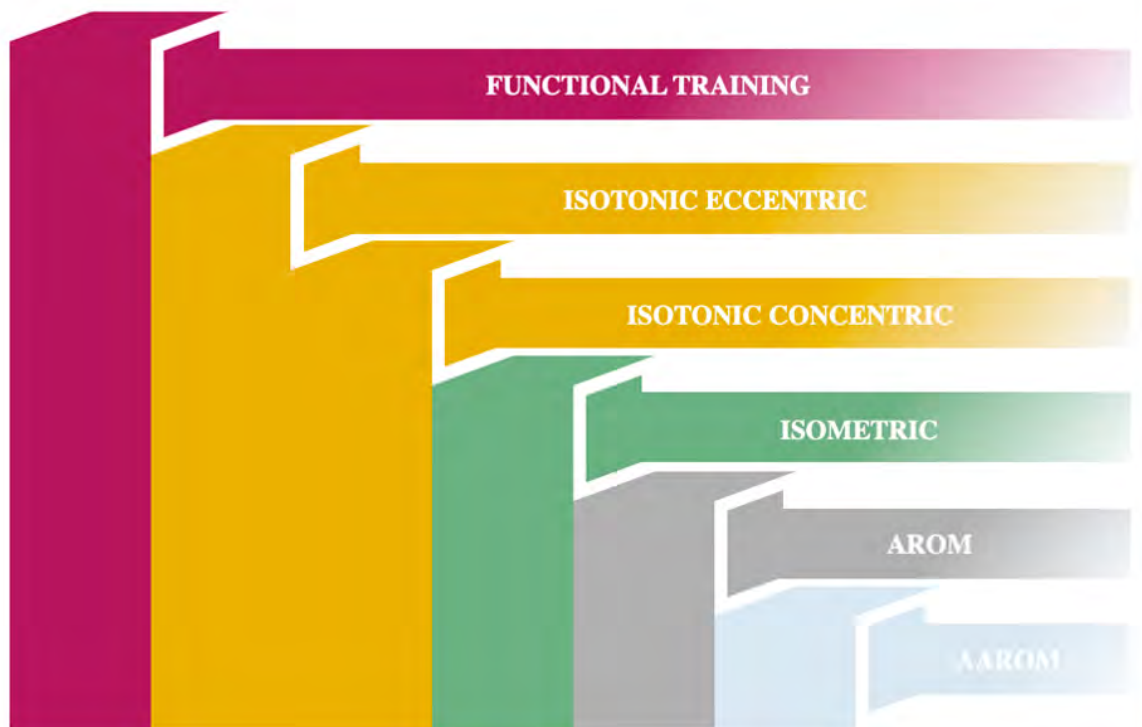 FUNCTIONAL TRAINING
ISOTONIC ECCENTRIC
ISOTONIC CONCENTRIC
ISOMETRIC
AROM
AAROM